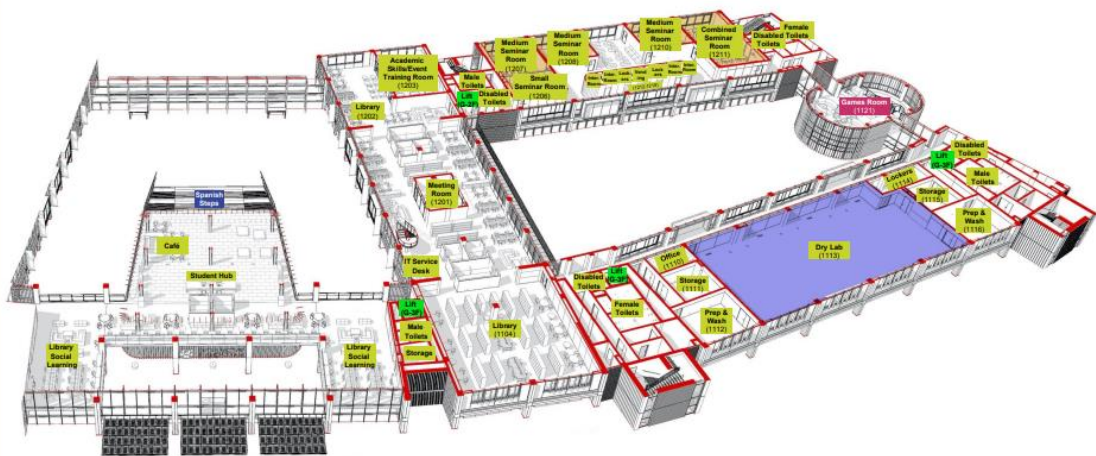 Female
Toilets
Disabled
Toilets
Combined
Seminar
Room
(1211)
Medium
Seminar
Room
(1210)
Medium
Seminar
Room
(1208)
Medium
Seminar
Room
(1207)
Small
Seminar Room
(1206)
Academic
Skills/Event
Training Room
(1203)
Male
Toilets
Lift
(G-3F)
Disabled
Toilets
Library
(1202)
Games Room
(1121)
Meeting
Room
(1201)
Spanish
Steps
Café
Student Hub
IT Service
Desk
Lift
(G-3F)
Male
Toilets
Storage
Library
Social
Learning
Library
Social
Learning
Library
(1104)
Disabled
Toilets
Lift
(G-3F)
Female
Toilets
Office
(1110)
Storage
(1111)
Prep &
Wash
(1112)
Dry Lab
(1113)
Lockers
(1114)
Storage
(1115)
Prep &
Wash
(1116)
Lift
(G-3F)
Disabled
Toilets
Male
Toilets